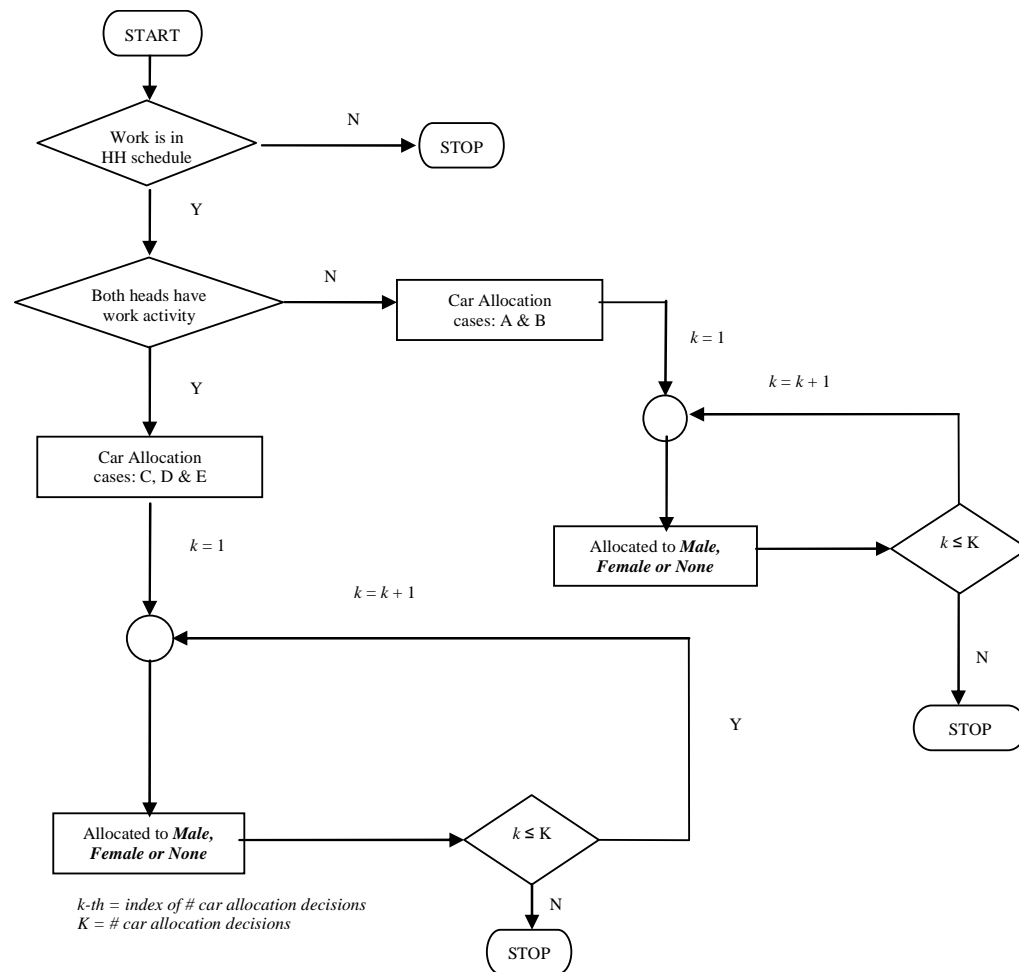 START
Work is in
HH schedule
N
STOP
Y
Both heads have
work activity
N
Car Allocation
cases: A & B
k = 1
k = k + 1
Y
Car Allocation
cases: C, D & E
k = 1
Allocated to Male,
Female or None
k ≤ K
N
STOP
k = k + 1
Y
Allocated to Male,
Female or None
k ≤ K
N
STOP
k-th = index of # car allocation decisions
K = # car allocation decisions